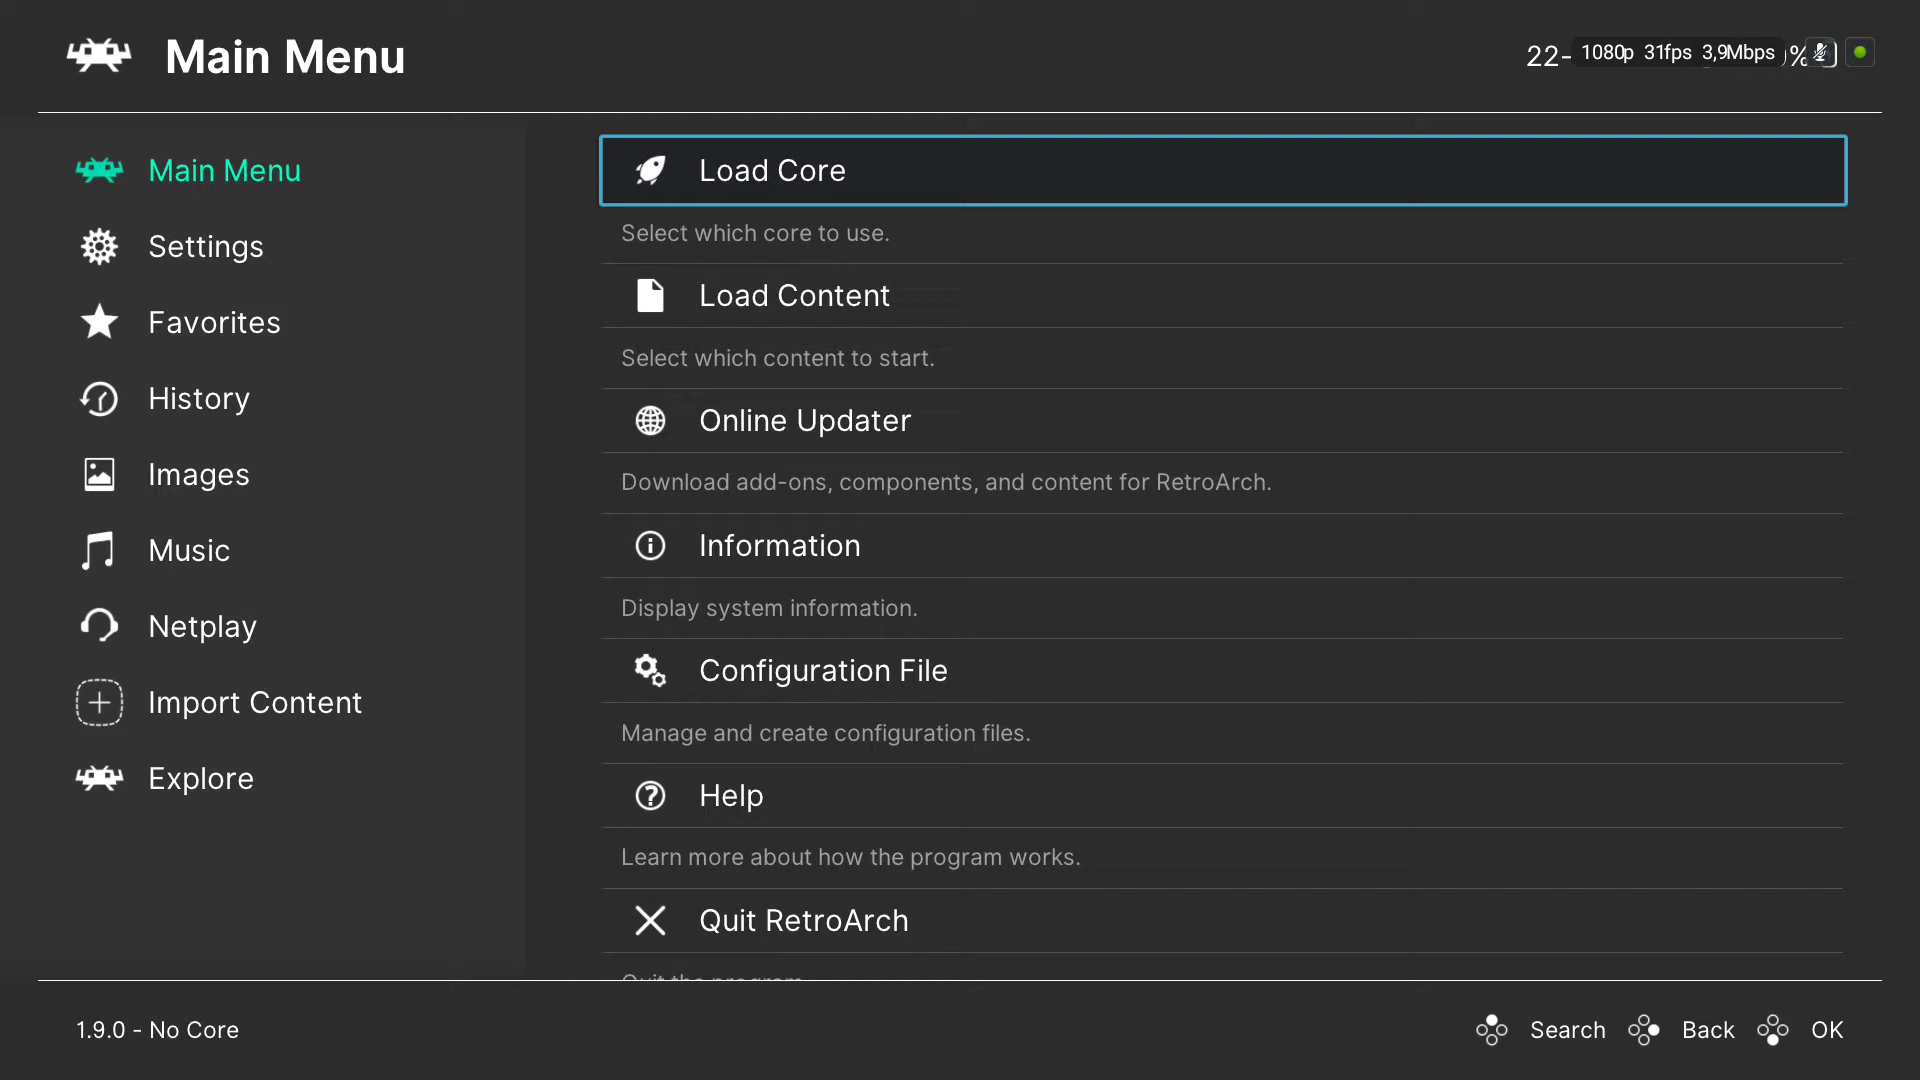 Main Menu
22-
1080p 31fps 3,9Mbps
%
Main Menu
Settings
Favorites
History
Images
Music
Netplay
Import Content
Explore
Load Core
Select which core to use.
Load Content
Select which content to start.
Online Updater
Download add-ons, components, and content for RetroArch.
Information
Display system information.
Configuration File
Manage and create configuration files.
Help
Learn more about how the program works.
Quit RetroArch
Quit the program
1.9.0 - No Core
Search Back OK